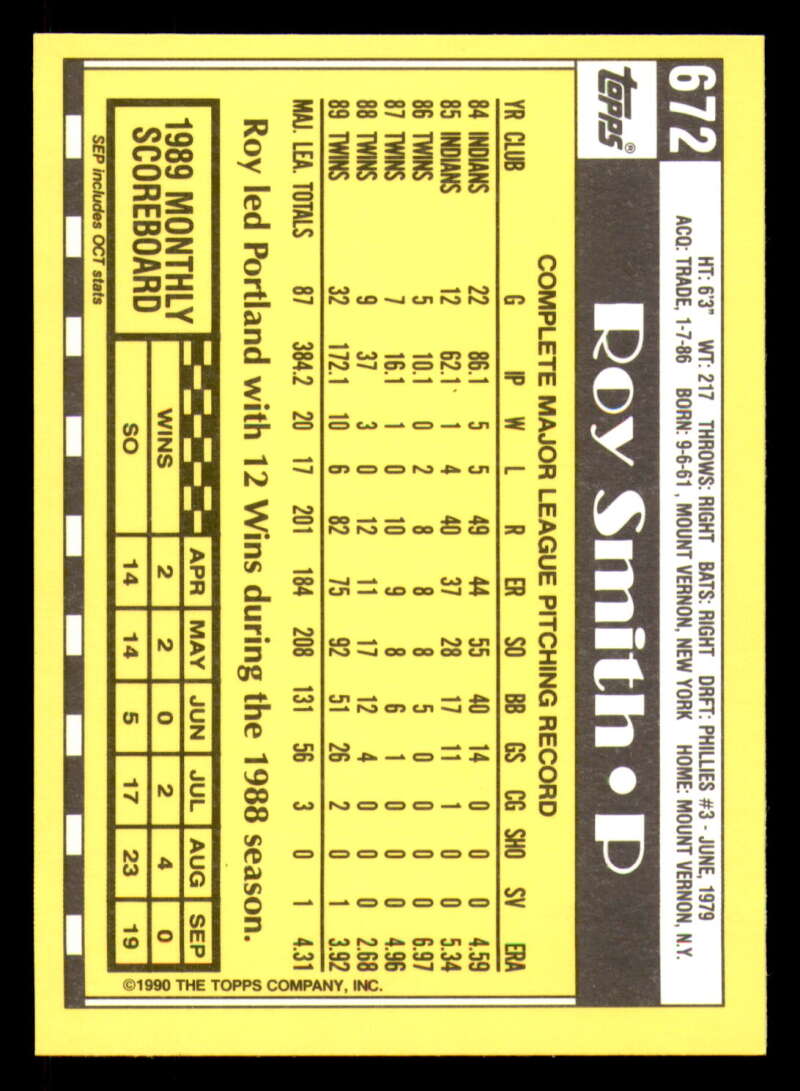 672
topps®
HT: 6'3" WT: 217 THROWS: RIGHT BATS: RIGHT DRFT: PHILLIES #3 - JUNE, 1979
ACQ: TRADE, 1-7-86 BORN: 9-6-61 , MOUNT VERNON, NEW YORK HOME: MOUNT VERNON, N.Y.
Roy Smith • P
COMPLETE MAJOR LEAGUE PITCHING RECORD
YR CLUB G IP W L R ER SO BB GS CG SHO SV ERA
84 INDIANS 22 86.1 5 5 49 44 55 40 14 0 0 0 4.59
85 INDIANS 12 62.1 1 4 40 37 28 17 11 1 0 0 5.34
86 TWINS 5 10.1 0 2 8 8 8 5 0 0 0 0 6.97
87 TWINS 7 16.1 1 0 10 9 8 6 1 0 0 0 4.96
88 TWINS 9 37 3 0 12 11 17 12 4 0 0 0 2.68
89 TWINS 32 172.1 10 6 82 75 92 51 26 2 0 1 3.92
MAJ. LEA. TOTALS 87 384.2 20 17 201 184 208 131 56 3 0 1 4.31
Roy led Portland with 12 Wins during the 1988 season.
1989 MONTHLY
SCOREBOARD
APR MAY JUN JUL AUG SEP
WINS 2 2 0 2 4 0
SO 14 14 5 17 23 19
SEP includes OCT stats
©1990 THE TOPPS COMPANY, INC.